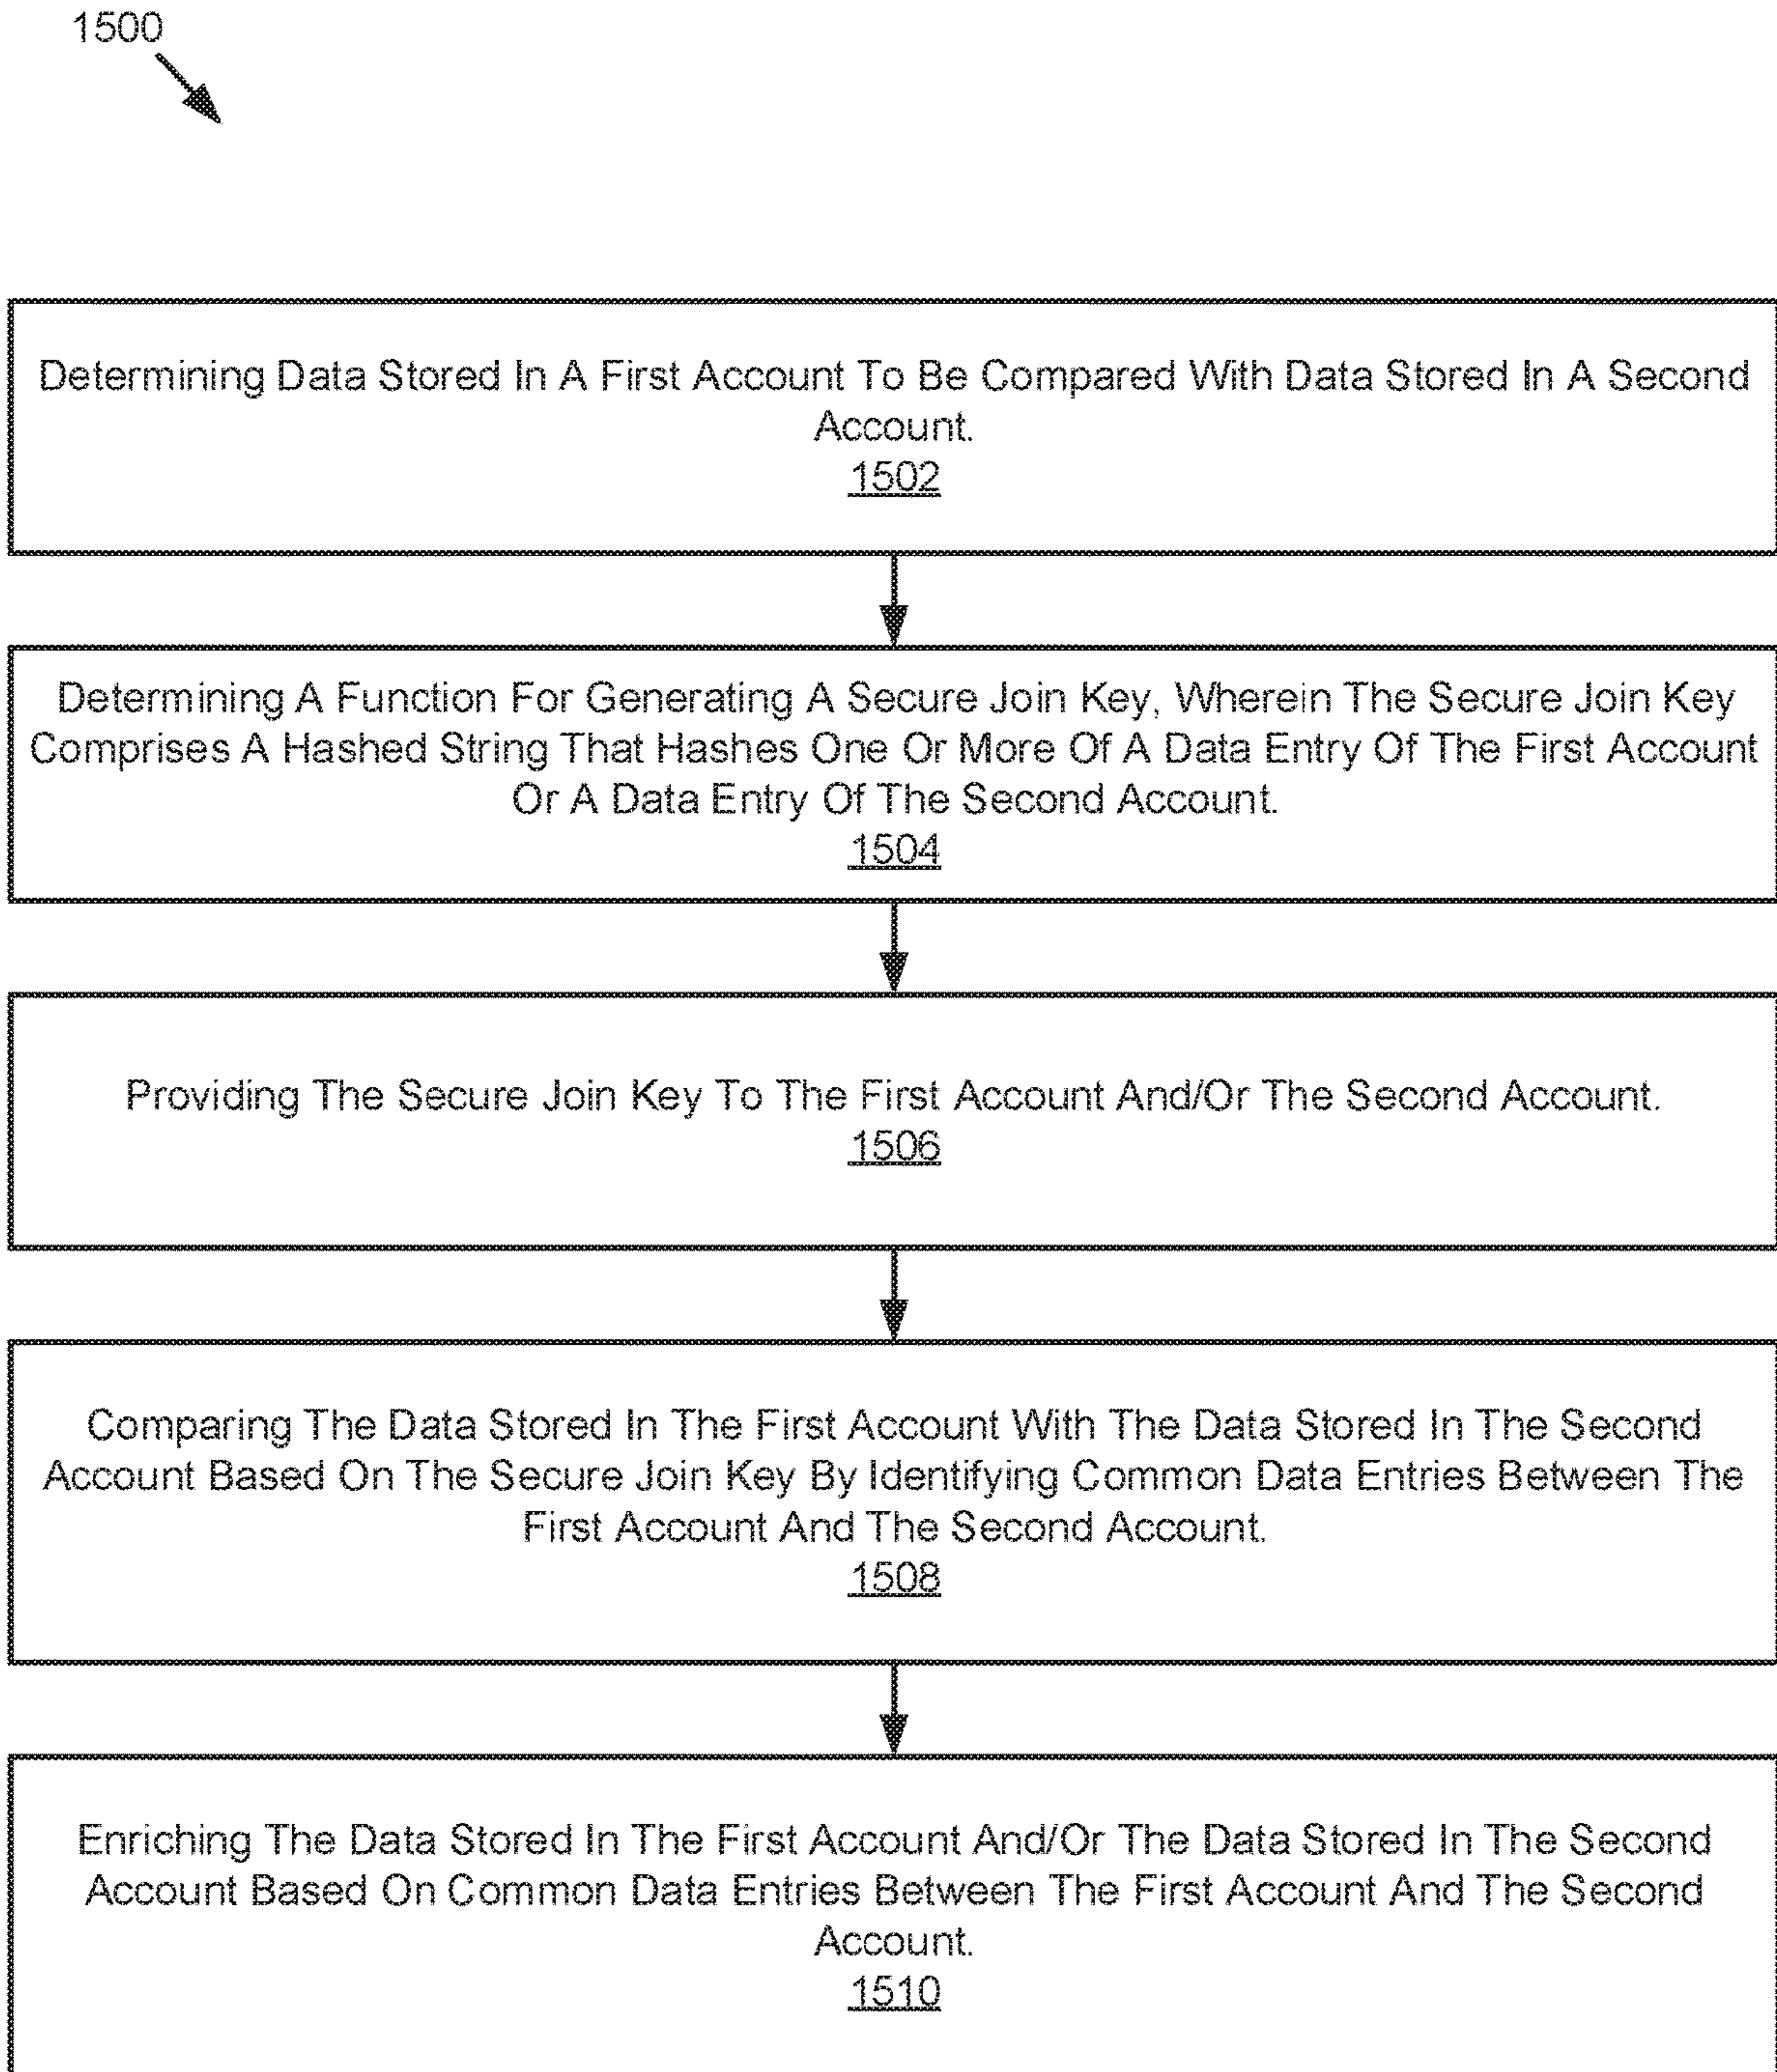 1500
Determining Data Stored In A First Account To Be Compared With Data Stored In A Second
Account.
1502
Determining A Function For Generating A Secure Join Key, Wherein The Secure Join Key
Comprises A Hashed String That Hashes One Or More Of A Data Entry Of The First Account
Or A Data Entry Of The Second Account.
1504
Providing The Secure Join Key To The First Account And/Or The Second Account.
1506
Comparing The Data Stored In The First Account With The Data Stored In The Second
Account Based On The Secure Join Key By Identifying Common Data Entries Between The
First Account And The Second Account.
1508
Enriching The Data Stored In The First Account And/Or The Data Stored In The Second
Account Based On Common Data Entries Between The First Account And The Second
Account.
1510